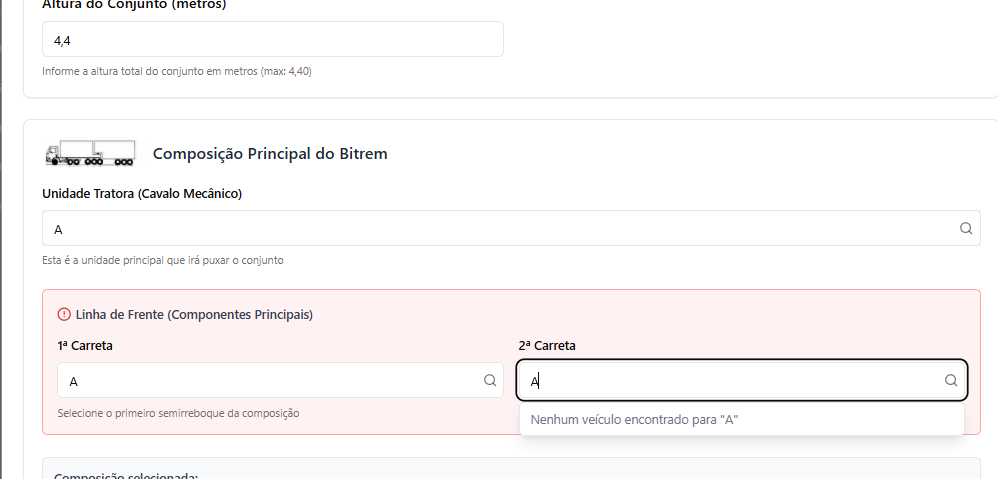 Altura do Conjunto (metros)
4,4
Informe a altura total do conjunto em metros (max: 4,40)
Composição Principal do Bitrem
Unidade Tratora (Cavalo Mecânico)
A
Esta é a unidade principal que irá puxar o conjunto
Linha de Frente (Componentes Principais)
1ª Carreta
2ª Carreta
A
A
Selecione o primeiro semirreboque da composição
Nenhum veículo encontrado para "A"
Composição selecionada: